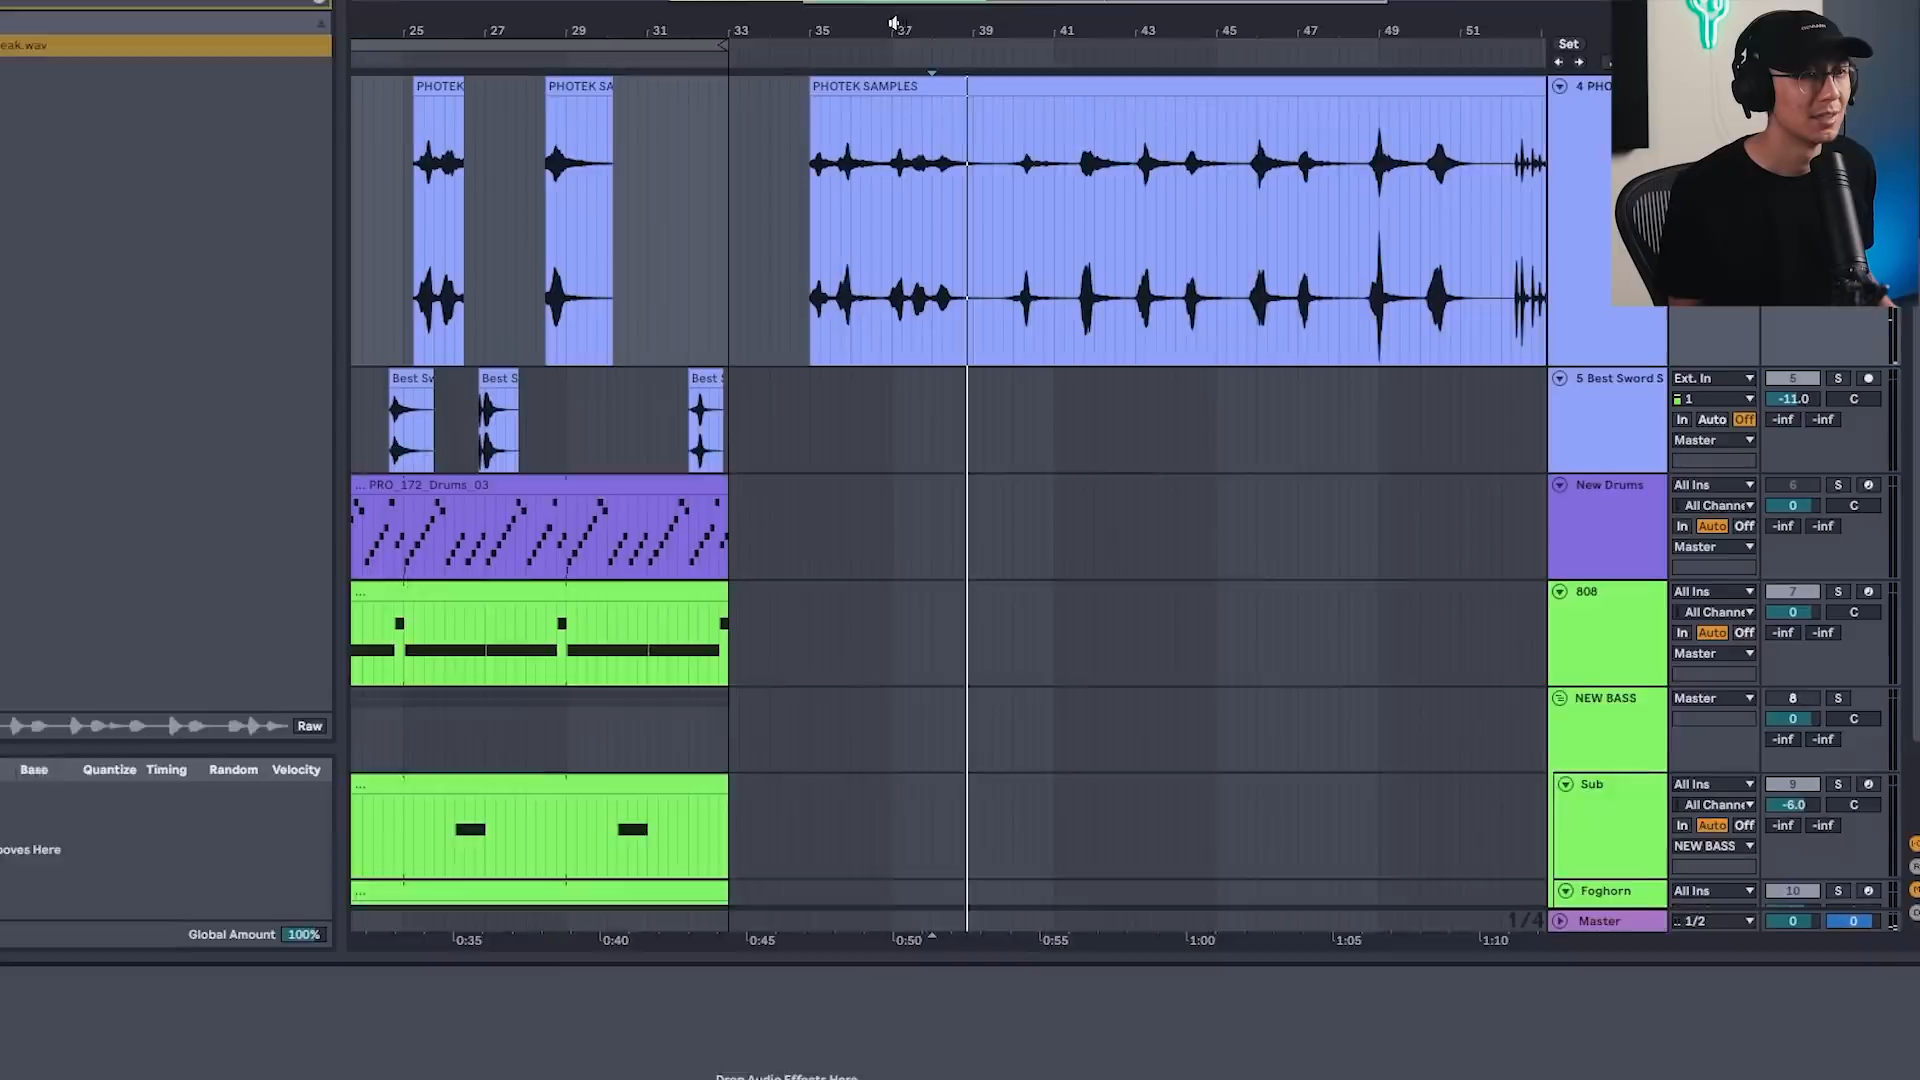 25 27 29 31 33 35 37 39 41 43 45 47 49 51
eak.wav
Set
PHOTEK PHOTEK SA PHOTEK SAMPLES
4 PHO
Best Sw Best S Best
5 Best Sword S Ext. In 5 S
1 -11.0 C
In Auto Off -inf -inf
Master
... PRO_172_Drums_03
New Drums All Ins 6 S
All Channe 0 C
In Auto Off -inf -inf
Master
...
808 All Ins 7 S
All Channe 0 C
In Auto Off -inf -inf
Master
NEW BASS Master 8 S
0 C
-inf -inf
Raw
Base Quantize Timing Random Velocity
...
Sub All Ins 9 S
All Channe -6.0 C
In Auto Off -inf -inf
NEW BASS
ooves Here
...
Foghorn All Ins 10 S
1/4
Master 1/2 0 0
Global Amount 100%
0:35 0:40 0:45 0:50 0:55 1:00 1:05 1:10
Drop Audio Effects Here